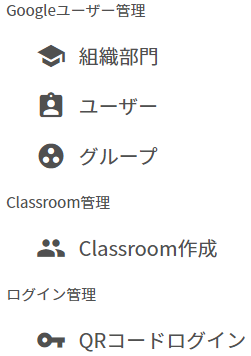 Googleユーザー管理
組織部門
ユーザー
グループ
Classroom管理
Classroom作成
ログイン管理
QRコードログイン